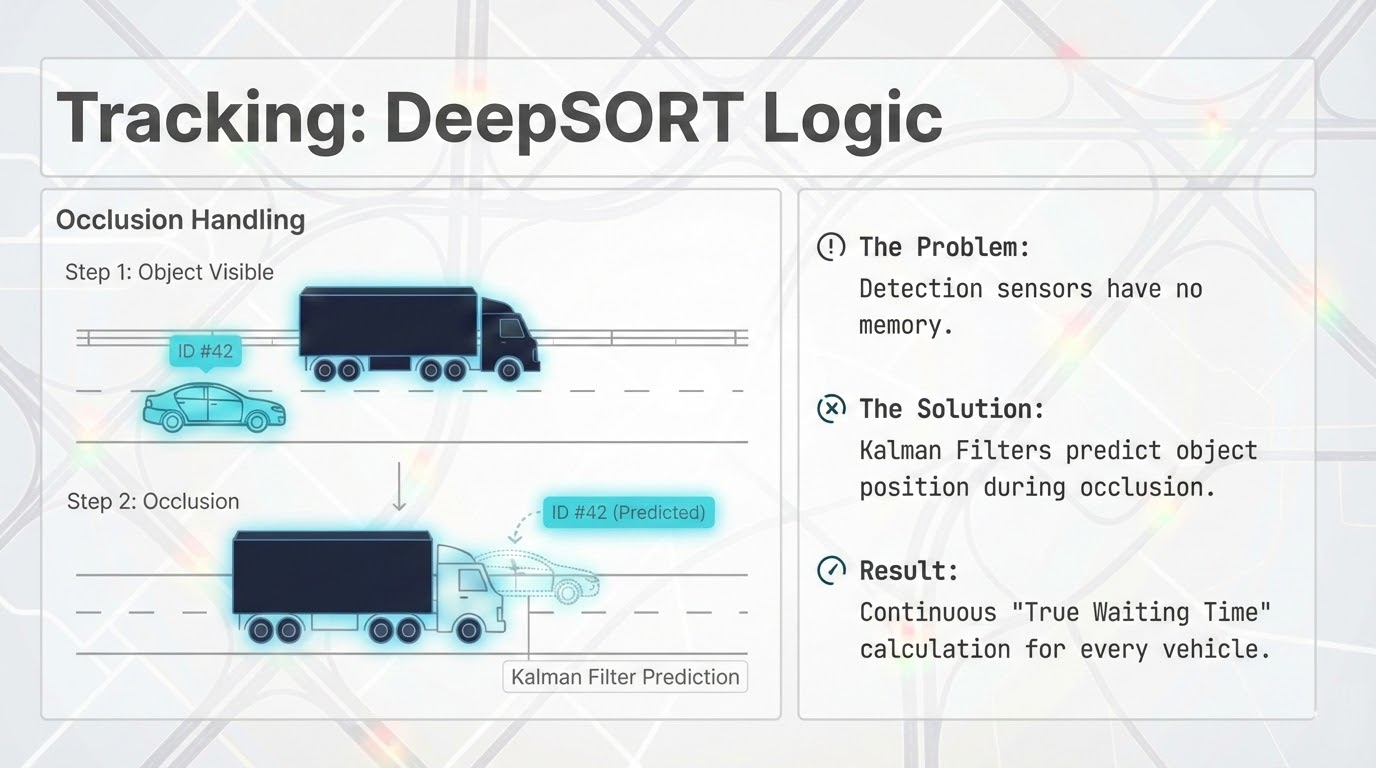 Tracking: DeepSORT Logic
Occlusion Handling
Step 1: Object Visible
ID #42
Step 2: Occlusion
ID #42 (Predicted)
Kalman Filter Prediction
The Problem:
Detection sensors have no
memory.
The Solution:
Kalman Filters predict object
position during occlusion.
Result:
Continuous "True Waiting Time"
calculation for every vehicle.